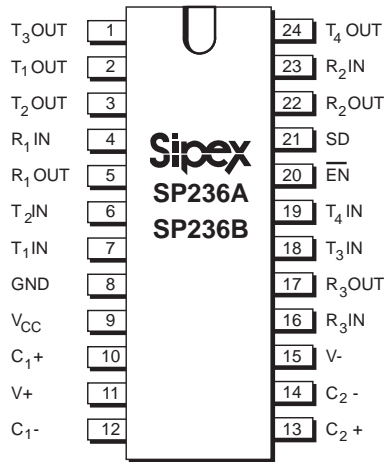 T3OUT 1 24 T4 OUT
T1OUT 2 23 R2IN
T2OUT 3 22 R2OUT
R1IN 4 21 SD
Sipex
R1OUT 5 20 EN
SP236A
T2IN 6 19 T4IN
SP236B
T1IN 7 18 T3IN
GND 8 17 R3OUT
VCC 9 16 R3IN
C1+ 10 15 V-
V+ 11 14 C2 -
C1- 12 13 C2 +